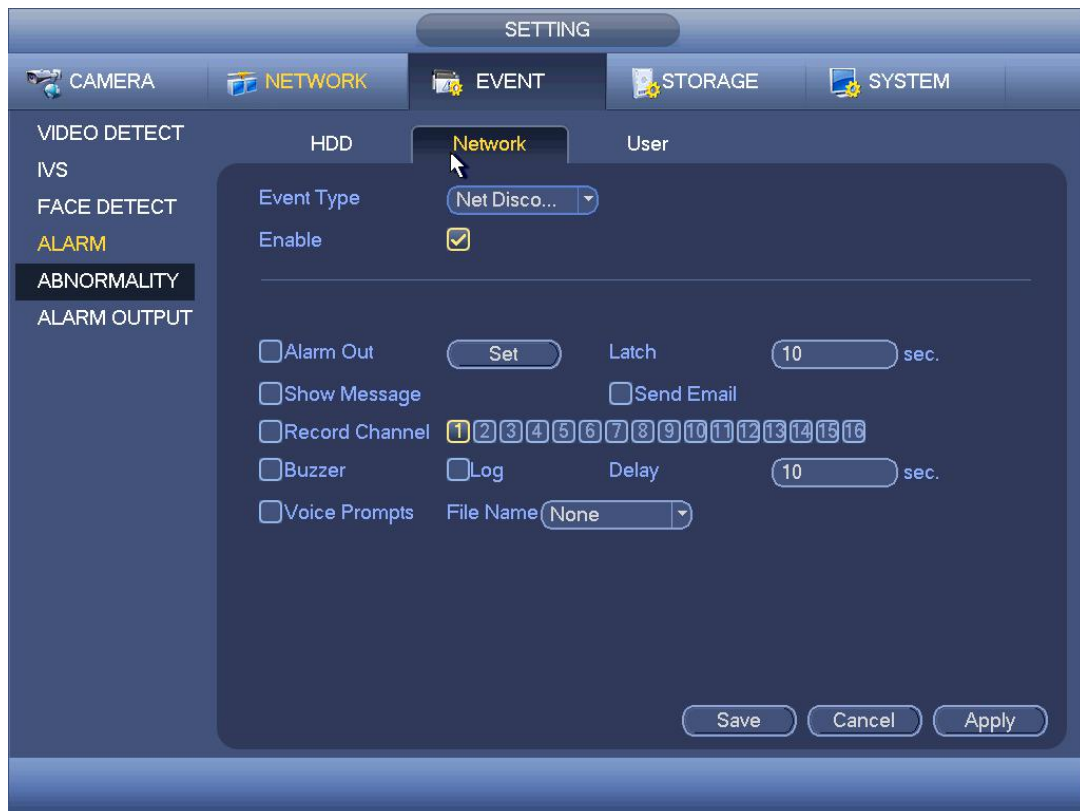 SETTING
CAMERA NETWORK EVENT STORAGE SYSTEM
VIDEO DETECT
IVS
FACE DETECT
ALARM
ABNORMALITY
ALARM OUTPUT
HDD Network User
Event Type Net Disco...
Enable
Alarm Out Set Latch 10 sec.
Show Message Send Email
Record Channel 1 2 3 4 5 6 7 8 9 10 11 12 13 14 15 16
Buzzer Log Delay 10 sec.
Voice Prompts File Name None
Save Cancel Apply